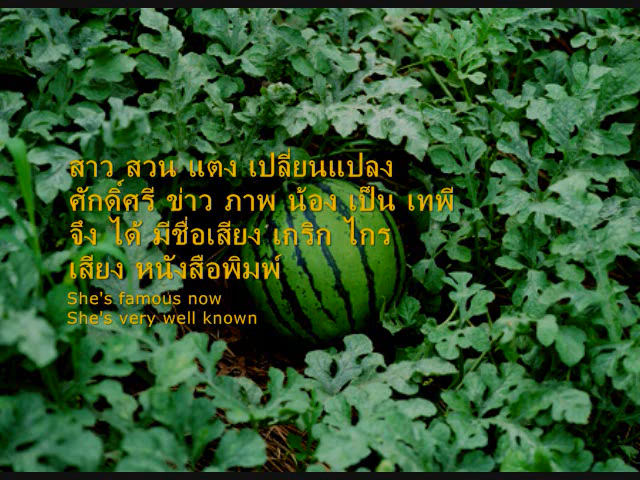 สาว สวน แตง เปลี่ยนแปลง
ศักดิ์ศรี ข่าว ภาพ น้อง เป็น เทพี
จึง ได้ มีชื่อเสียง เกริก ไกร
เสียง หนังสือพิมพ์
She's famous now
She's very well known